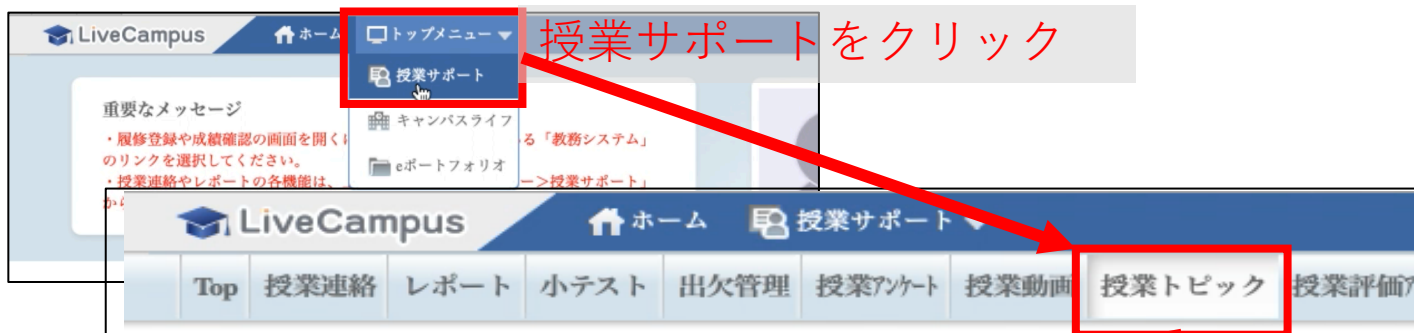 LiveCampus
ホーム
トップメニュー
授業サポートをクリック
授業サポート
キャンパスライフ
eポートフォリオ
重要なメッセージ
・履修登録や成績確認の画面を開く
る「教務システム」
のリンクを選択してください。
・授業連絡やレポートの各機能は、
ー>授業サポート」
か
LiveCampus
ホーム
授業サポート
Top 授業連絡 レポート 小テスト 出欠管理 授業アンケート 授業動画 授業トピック 授業評価ア